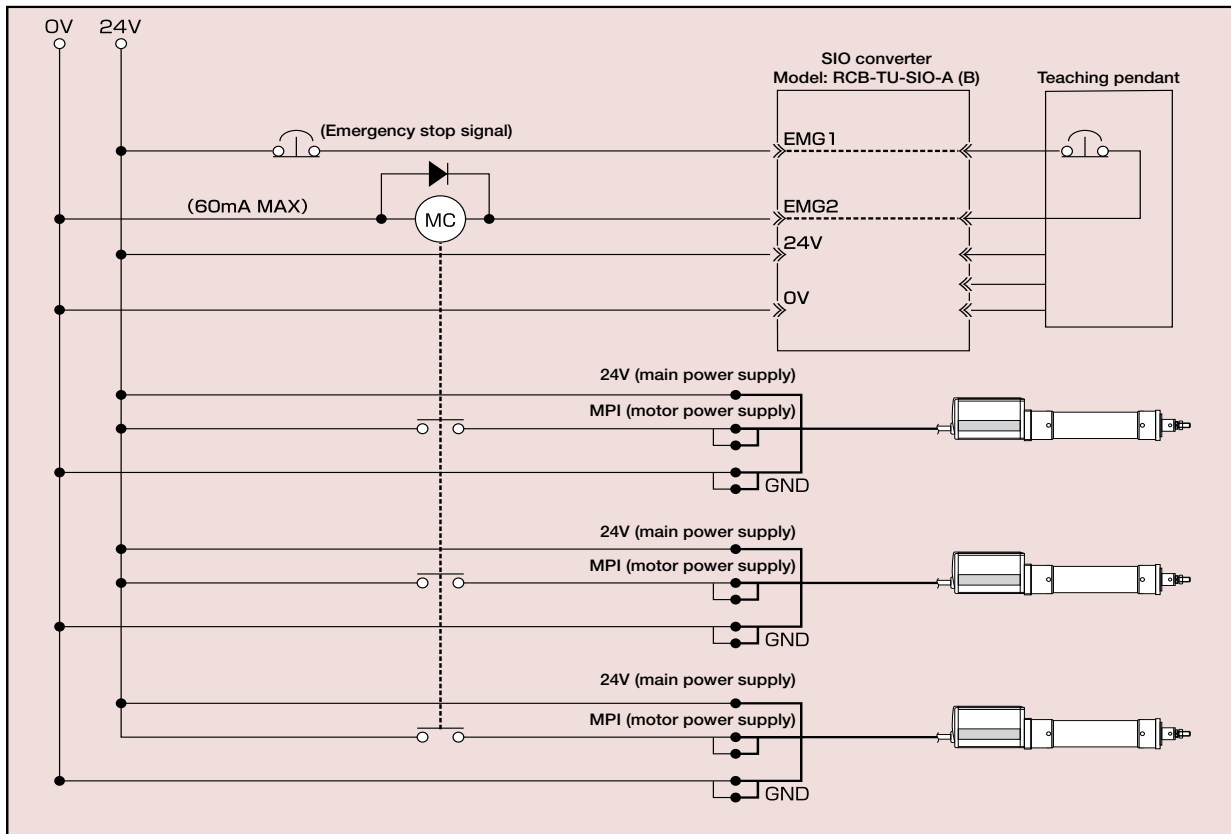 0V 24V
SIO converter
Model: RCB-TU-SIO-A (B)
Teaching pendant
(Emergency stop signal)
EMG1
(60mA MAX)
MC
EMG2
24V
0V
24V (main power supply)
MPI (motor power supply)
GND
24V (main power supply)
MPI (motor power supply)
GND
24V (main power supply)
MPI (motor power supply)
GND